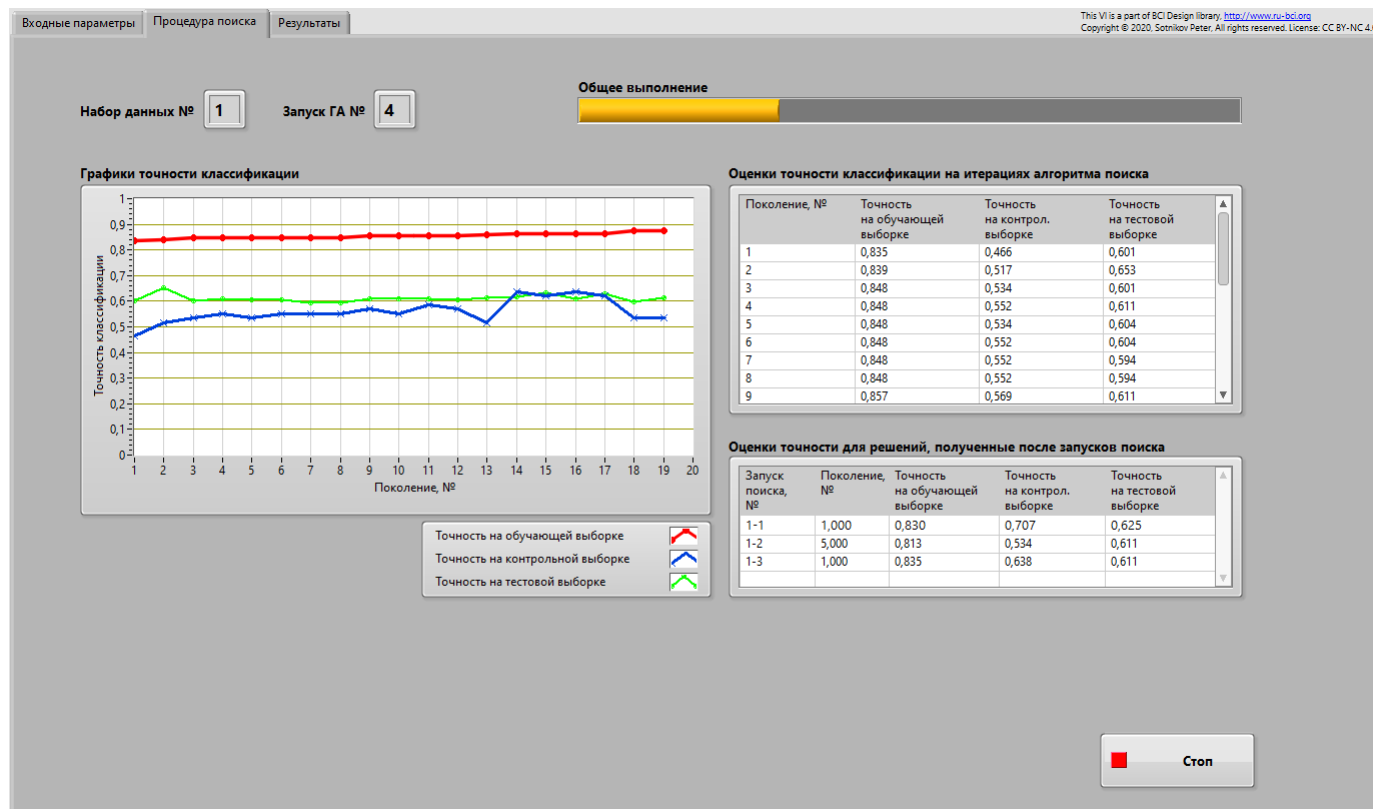 Входные параметры
Процедура поиска
Результаты
This VI is a part of BCI Design library, http://www.ru-bci.org
Copyright © 2020, Sotnikov Peter, All rights reserved. License: CC BY-NC 4.
Набор данных № 1
Запуск ГА № 4
Общее выполнение
Графики точности классификации
Точность классификации
1
0,9
0,8
0,7
0,6
0,5
0,4
0,3
0,2
0,1
0
1 2 3 4 5 6 7 8 9 10 11 12 13 14 15 16 17 18 19 20
Поколение, №
Точность на обучающей выборке
Точность на контрольной выборке
Точность на тестовой выборке
Оценки точности классификации на итерациях алгоритма поиска
Поколение, № Точность Точность Точность
на обучающей на контрол. на тестовой
выборке выборке выборке
1 0,835 0,466 0,601
2 0,839 0,517 0,653
3 0,848 0,534 0,601
4 0,848 0,552 0,611
5 0,848 0,534 0,604
6 0,848 0,552 0,604
7 0,848 0,552 0,594
8 0,848 0,552 0,594
9 0,857 0,569 0,611
Оценки точности для решений, полученные после запусков поиска
Запуск Поколение, Точность Точность Точность
поиска, № на обучающей на контрол. на тестовой
№ выборке выборке выборке
1-1 1,000 0,830 0,707 0,625
1-2 5,000 0,813 0,534 0,611
1-3 1,000 0,835 0,638 0,611
Стоп